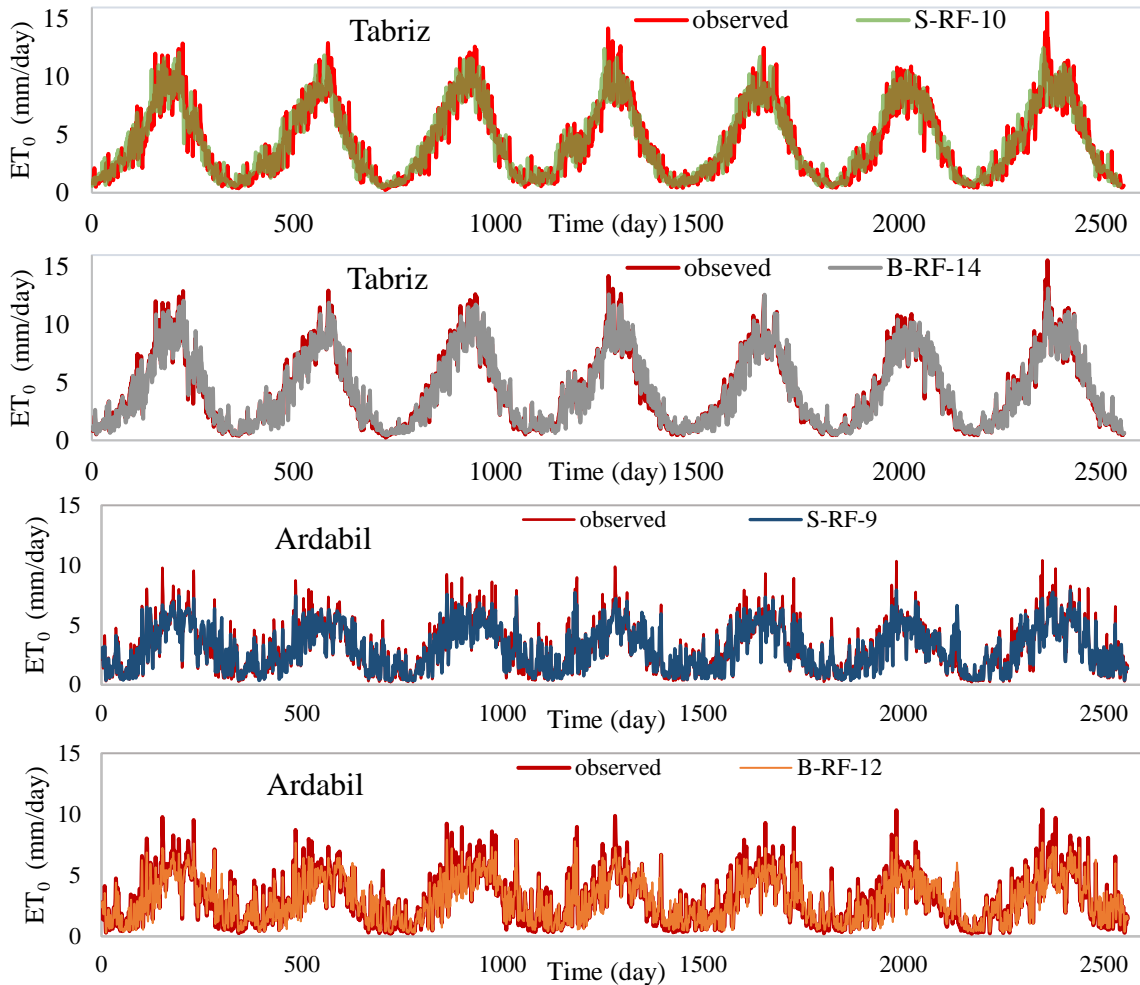 15
10
5
0
ET0 (mm/day)
Tabriz
observed
S-RF-10
0
500
1000
Time (day)
1500
2000
2500
15
10
5
0
ET0 (mm/day)
Tabriz
obseved
B-RF-14
0
500
1000
Time (day)
1500
2000
2500
15
10
5
0
ET0 (mm/day)
Ardabil
observed
S-RF-9
0
500
1000
1500
2000
2500
Time (day)
15
10
5
0
ET0 (mm/day)
Ardabil
observed
B-RF-12
0
500
1000
1500
2000
2500
Time (day)